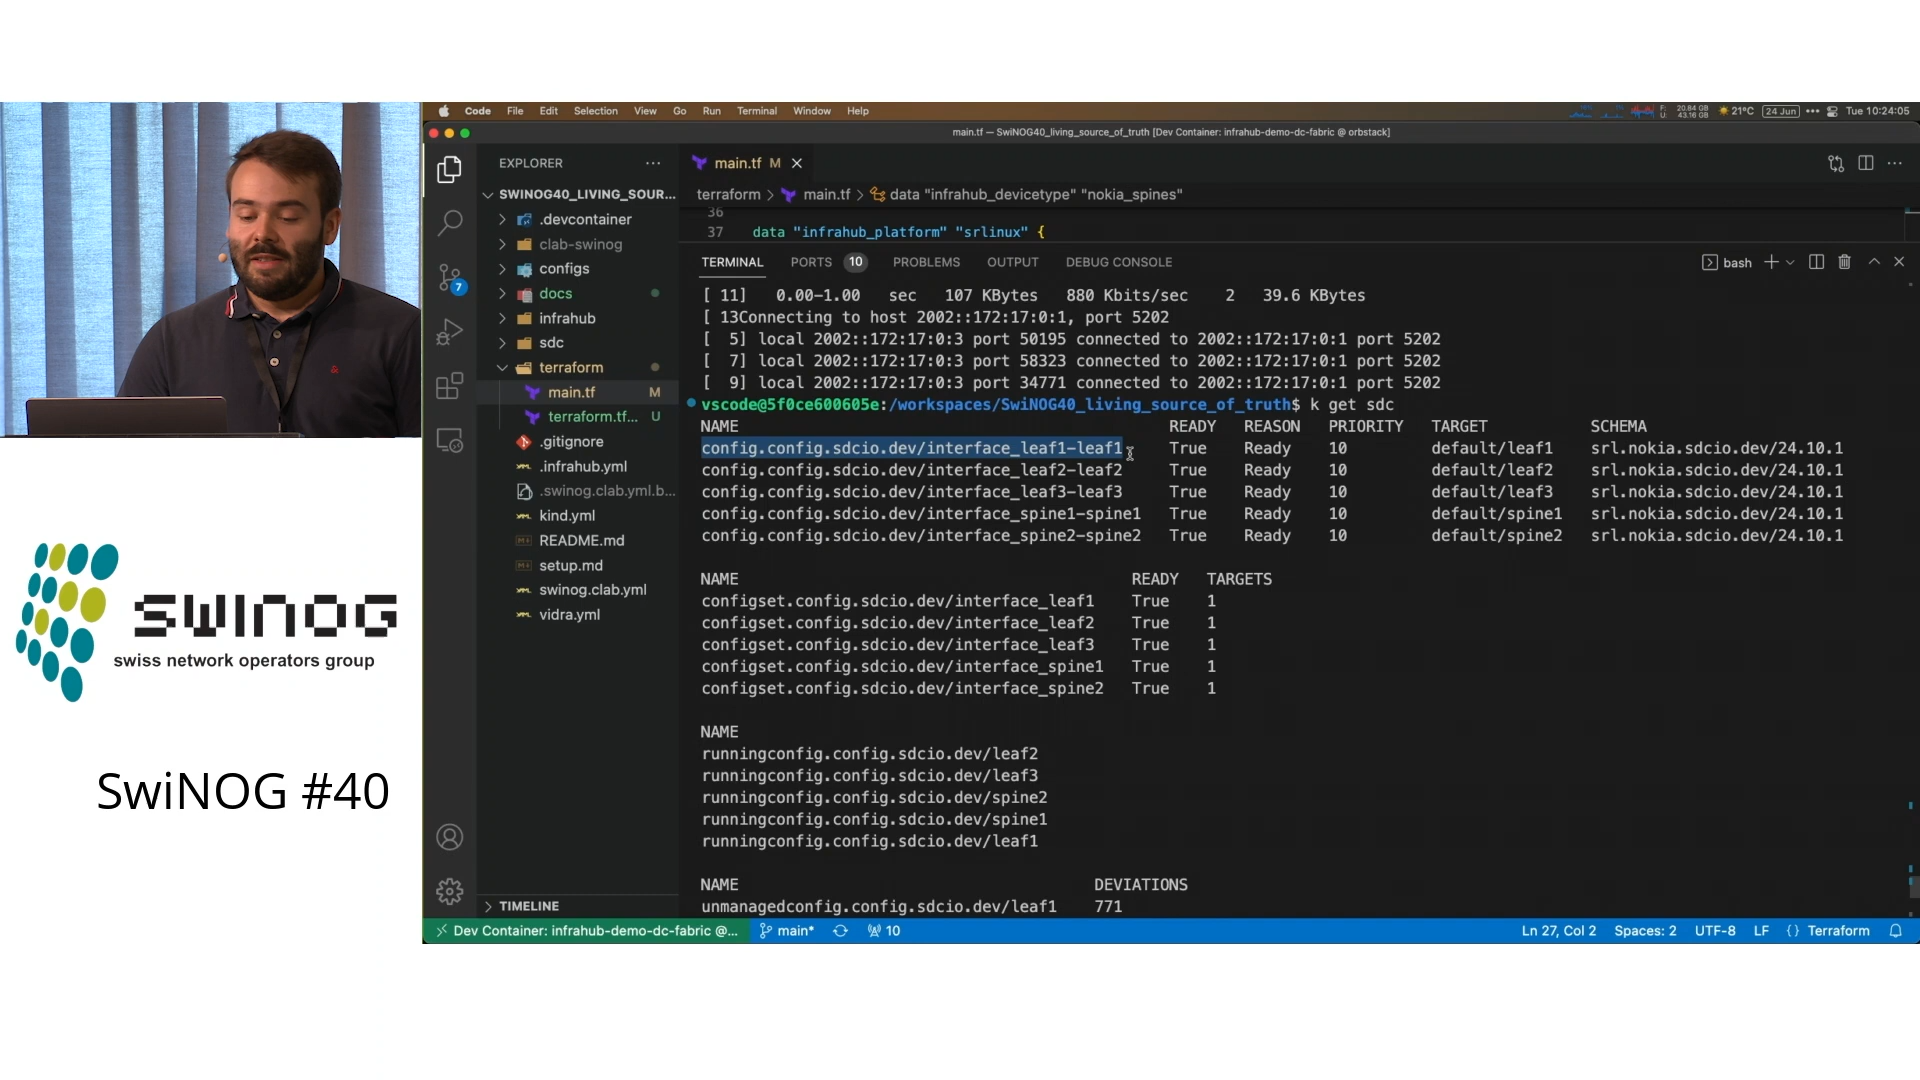 Code File Edit Selection View Go Run Terminal Window Help
F: 20.84 GB
U: 43.16 GB
21°C 24 Jun ••• Tue 10:24:05
main.tf — SwiNOG40_living_source_of_truth [Dev Container: infrahub-demo-dc-fabric @ orbstack]
EXPLORER ···
main.tf M
SWINOG40_LIVING_SOUR...
.devcontainer
clab-swinog
configs
docs
infrahub
sdc
terraform
main.tf M
terraform.tf... U
.gitignore
.infrahub.yml
.swinog.clab.yml.b...
kind.yml
README.md
setup.md
swinog.clab.yml
vidra.yml
TIMELINE
7
terraform > main.tf > data "infrahub_devicetype" "nokia_spines"
36
37 data "infrahub_platform" "srlinux" {
TERMINAL PORTS 10 PROBLEMS OUTPUT DEBUG CONSOLE
bash
[ 11] 0.00-1.00 sec 107 KBytes 880 Kbits/sec 2 39.6 KBytes
[ 13Connecting to host 2002::172:17:0:1, port 5202
[ 5] local 2002::172:17:0:3 port 50195 connected to 2002::172:17:0:1 port 5202
[ 7] local 2002::172:17:0:3 port 58323 connected to 2002::172:17:0:1 port 5202
[ 9] local 2002::172:17:0:3 port 34771 connected to 2002::172:17:0:1 port 5202
vscode@5f0ce600605e:/workspaces/SwiNOG40_living_source_of_truth$ k get sdc
NAME READY REASON PRIORITY TARGET SCHEMA
config.config.sdcio.dev/interface_leaf1-leaf1 True Ready 10 default/leaf1 srl.nokia.sdcio.dev/24.10.1
config.config.sdcio.dev/interface_leaf2-leaf2 True Ready 10 default/leaf2 srl.nokia.sdcio.dev/24.10.1
config.config.sdcio.dev/interface_leaf3-leaf3 True Ready 10 default/leaf3 srl.nokia.sdcio.dev/24.10.1
config.config.sdcio.dev/interface_spine1-spine1 True Ready 10 default/spine1 srl.nokia.sdcio.dev/24.10.1
config.config.sdcio.dev/interface_spine2-spine2 True Ready 10 default/spine2 srl.nokia.sdcio.dev/24.10.1
NAME READY TARGETS
configset.config.sdcio.dev/interface_leaf1 True 1
configset.config.sdcio.dev/interface_leaf2 True 1
configset.config.sdcio.dev/interface_leaf3 True 1
configset.config.sdcio.dev/interface_spine1 True 1
configset.config.sdcio.dev/interface_spine2 True 1
NAME
runningconfig.config.sdcio.dev/leaf2
runningconfig.config.sdcio.dev/leaf3
runningconfig.config.sdcio.dev/spine2
runningconfig.config.sdcio.dev/spine1
runningconfig.config.sdcio.dev/leaf1
NAME DEVIATIONS
unmanagedconfig.config.sdcio.dev/leaf1 771
Dev Container: infrahub-demo-dc-fabric @... main* 10 Ln 27, Col 2 Spaces: 2 UTF-8 LF {} Terraform
swinog
swiss network operators group
SwiNOG #40